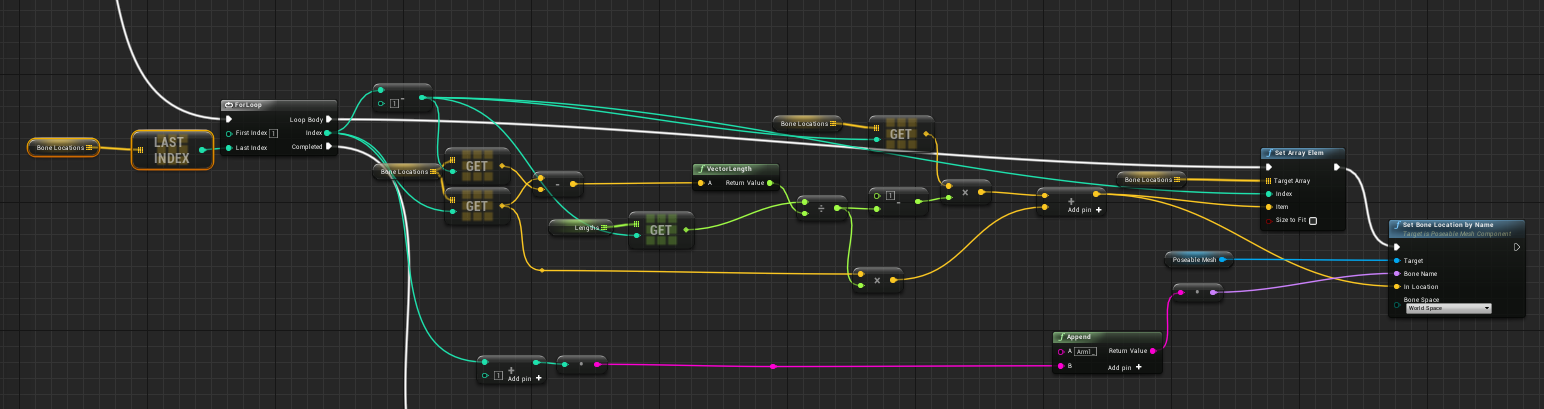 ForLoop
Loop Body
First Index 1
Index
Last Index
Completed
Bone Locations
LAST
INDEX
1 -
Bone Locations
GET
GET
-
Lengths
GET
VectorLength
A Return Value
÷
Bone Locations
GET
1 -
×
×
+
Add pin +
Bone Locations
Set Array Elem
Target Array
Index
Item
Size to Fit
Poseable Mesh
Set Bone Location by Name
Target is Poseable Mesh Component
Target
Bone Name
In Location
Bone Space
World Space
1 +
Add pin +
Append
A Arm1_ Return Value
B Add pin +